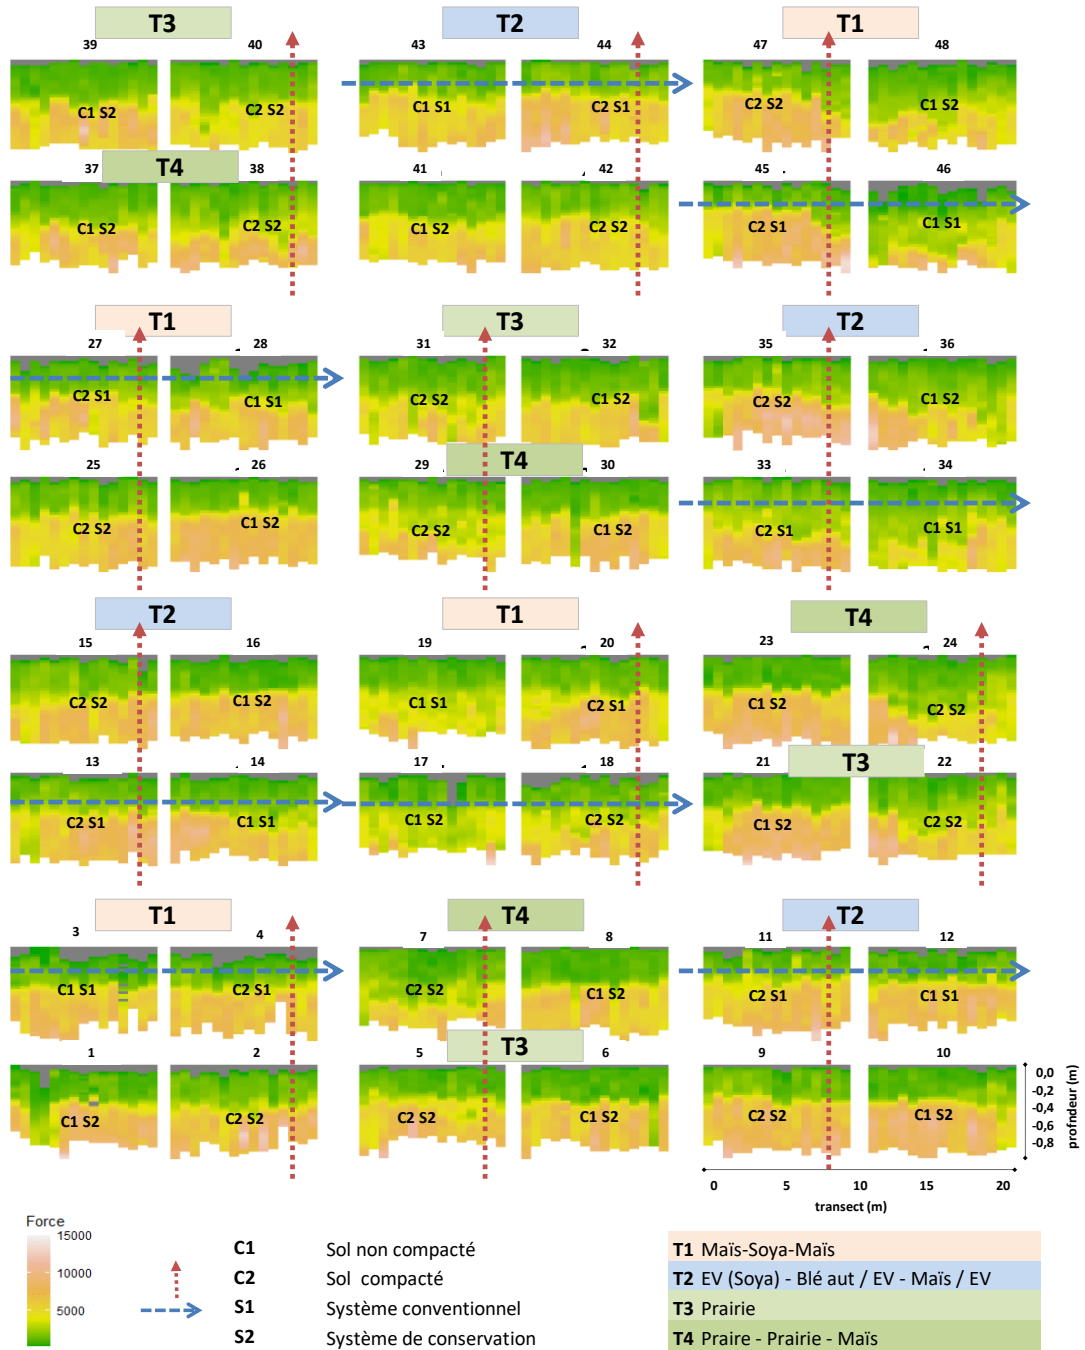 T3 T2 T1
39 40 43 44 47 48
C1 S2 C2 S2 C1 S1 C2 S1 C2 S2 C1 S2
T4
37 38 41 42 45 46
C1 S2 C2 S2 C1 S2 C2 S2 C2 S1 C1 S1
T1 T3 T2
27 28 31 32 35 36
C2 S1 C1 S1 C2 S2 C1 S2 C2 S2 C1 S2
T4
25 26 29 30 33 34
C2 S2 C1 S2 C2 S2 C1 S2 C2 S1 C1 S1
T2 T1 T4
15 16 19 20 23 24
C2 S2 C1 S2 C1 S1 C2 S1 C1 S2 C2 S2
T3
13 14 17 18 21 22
C2 S1 C1 S1 C1 S2 C2 S2 C1 S2 C2 S2
T1 T4 T2
3 4 7 8 11 12
C1 S1 C2 S1 C2 S2 C1 S2 C2 S1 C1 S1
T3
1 2 5 6 9 10
C1 S2 C2 S2 C2 S2 C1 S2 C2 S2 C1 S2
0,0 (m)
-0,2
-0,4
-0,6
-0,8
profndeur (m)
0 5 10 15 20
transect (m)
Force
15000
10000
5000
C1 Sol non compacté
C2 Sol compacté
S1 Système conventionnel
S2 Système de conservation
T1 Maïs-Soya-Maïs
T2 EV (Soya) - Blé aut / EV - Maïs / EV
T3 Prairie
T4 Praire - Prairie - Maïs